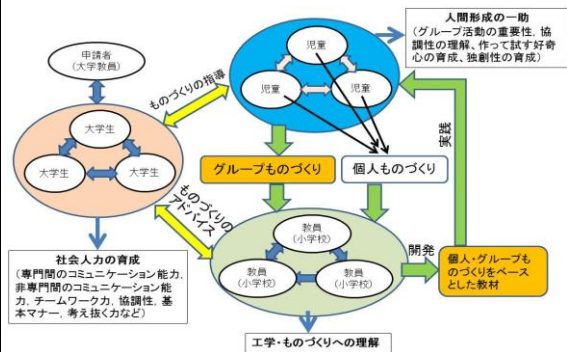 人間形成の一助
(グループ活動の重要性, 協
調性の理解、作って試す好奇
心の育成、独創性の育成)
申請者
(大学教員)
児童
児童
児童
ものづくりの指導
大学生
大学生
大学生
グループものづくり
個人ものづくり
実践
ものづくりの
アドバイス
教員
(小学校)
教員
(小学校)
教員
(小学校)
開発
個人・グループも
のづくりをベース
とした教材
社会人力の育成
(専門間のコミュニケーション能力,
非専門間のコミュニケーション能
力, チームワーク力, 協調性, 基
本マナー, 考え抜く力など)
工学・ものづくりへの理解